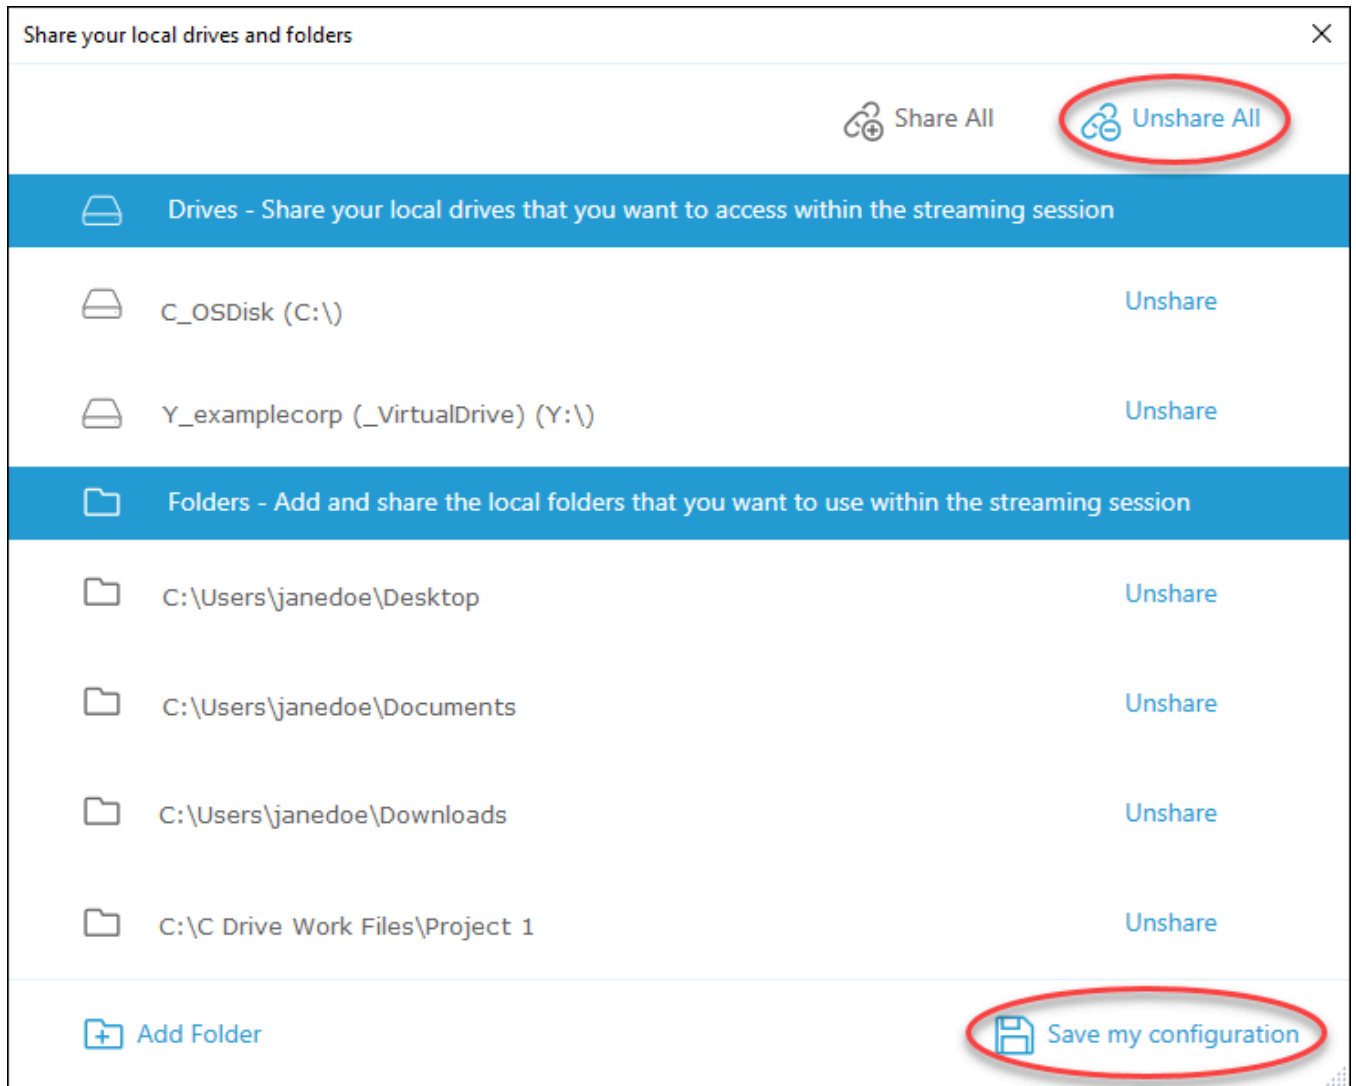 Share your local drives and folders
Share All
Unshare All
Drives - Share your local drives that you want to access within the streaming session
C_OSDisk (C:\)
Unshare
Y_examplecorp (_VirtualDrive) (Y:\)
Unshare
Folders - Add and share the local folders that you want to use within the streaming session
C:\Users\janedoe\Desktop
Unshare
C:\Users\janedoe\Documents
Unshare
C:\Users\janedoe\Downloads
Unshare
C:\C Drive Work Files\Project 1
Unshare
Add Folder
Save my configuration